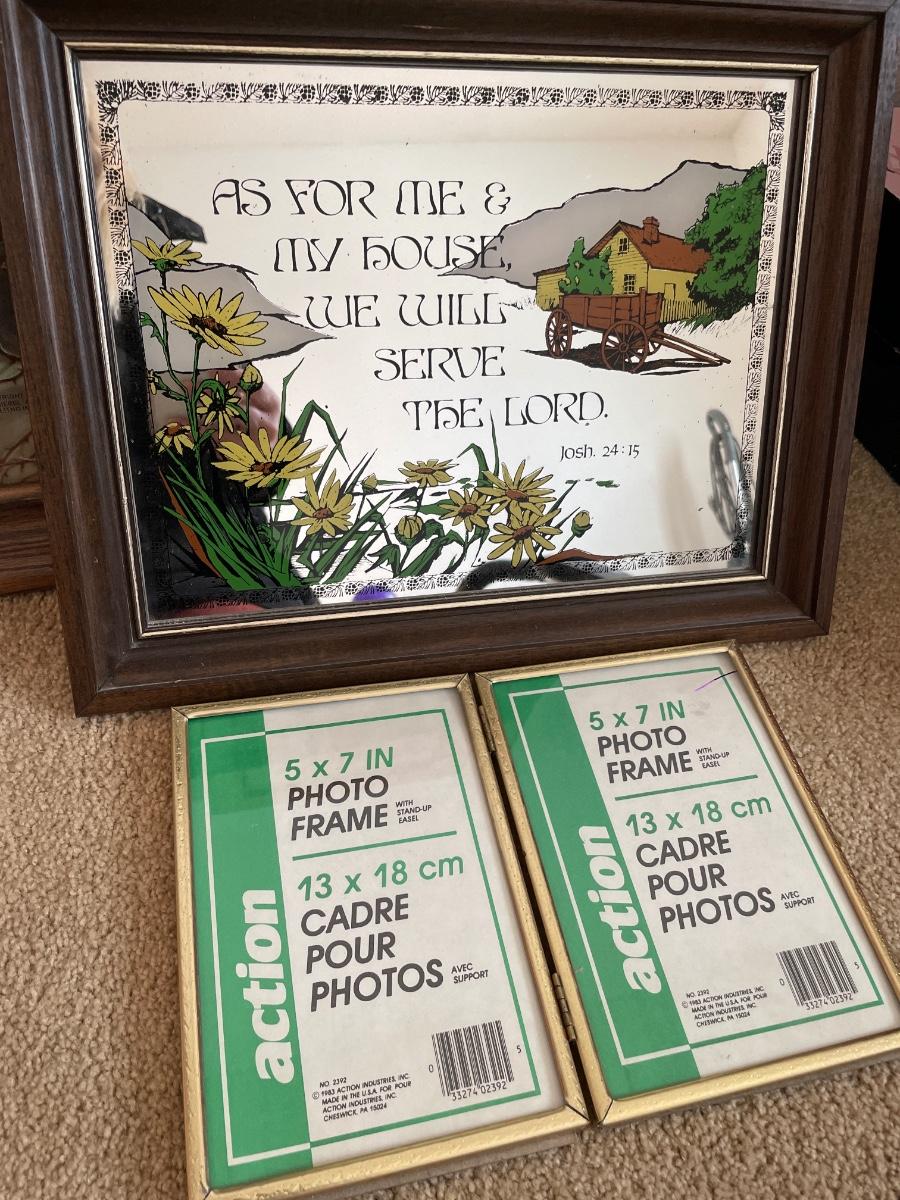 AS FOR ME &
MY HOUSE,
WE WILL
SERVE
THE LORD.
Josh. 24:15
action
5 x 7 IN
PHOTO
FRAME
WITH
STAND-UP
EASEL
13 x 18 cm
CADRE
POUR
PHOTOS
AVEC
SUPPORT
NO. 2392
© 1983 ACTION INDUSTRIES, INC.
MADE IN THE U.S.A. FOR POUR
ACTION INDUSTRIES, INC.
CHESWICK, PA 15024
0 33274 02392 5
action
5 x 7 IN
PHOTO
FRAME
WITH
STAND-UP
EASEL
13 x 18 cm
CADRE
POUR
PHOTOS
AVEC
SUPPORT
NO. 2392
© 1983 ACTION INDUSTRIES, INC.
MADE IN THE U.S.A. FOR POUR
ACTION INDUSTRIES, INC.
CHESWICK, PA 15024
0 33274 02392 5